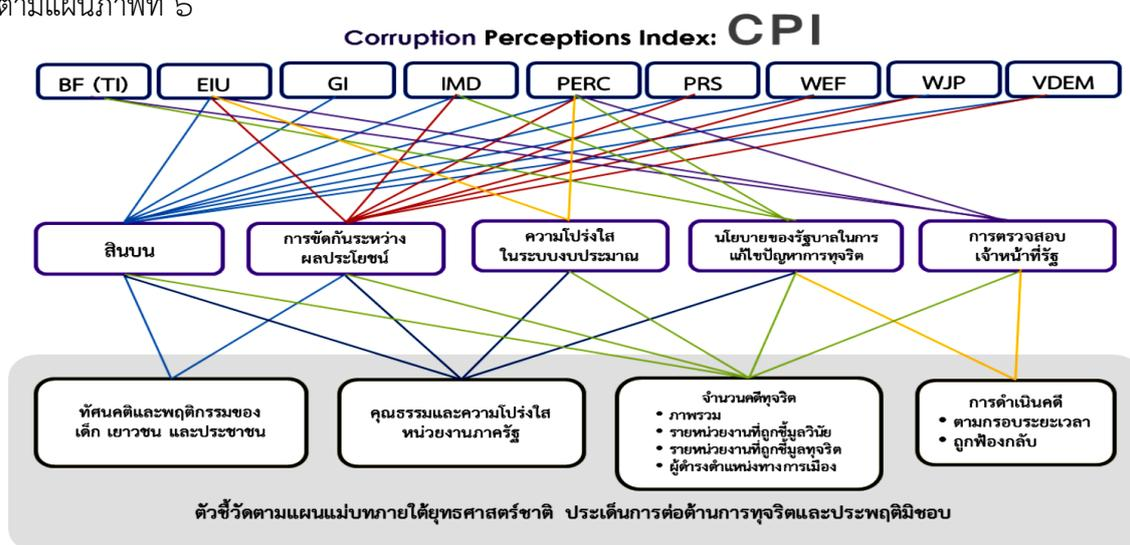 ตามแผนภาพที่ ๖
Corruption Perceptions Index: CPI
BF (TI) EIU GI IMD PERC PRS WEF WJP VDEM
สินบน
การขัดกันระหว่าง
ผลประโยชน์
ความโปร่งใส
ในระบบงบประมาณ
นโยบายของรัฐบาลในการ
แก้ไขปัญหาการทุจริต
การตรวจสอบ
เจ้าหน้าที่รัฐ
ทัศนคติและพฤติกรรมของ
เด็ก เยาวชน และประชาชน
คุณธรรมและความโปร่งใส
หน่วยงานภาครัฐ
จำนวนคดีทุจริต
• ภาพรวม
• รายหน่วยงานที่ถูกชี้มูลวินัย
• รายหน่วยงานที่ถูกชี้มูลทุจริต
• ผู้ดำรงตำแหน่งทางการเมือง
การดำเนินคดี
• ตามกรอบระยะเวลา
• ถูกฟ้องกลับ
ตัวชี้วัดตามแผนแม่บทภายใต้ยุทธศาสตร์ชาติ ประเด็นการต่อต้านการทุจริตและประพฤติมิชอบ